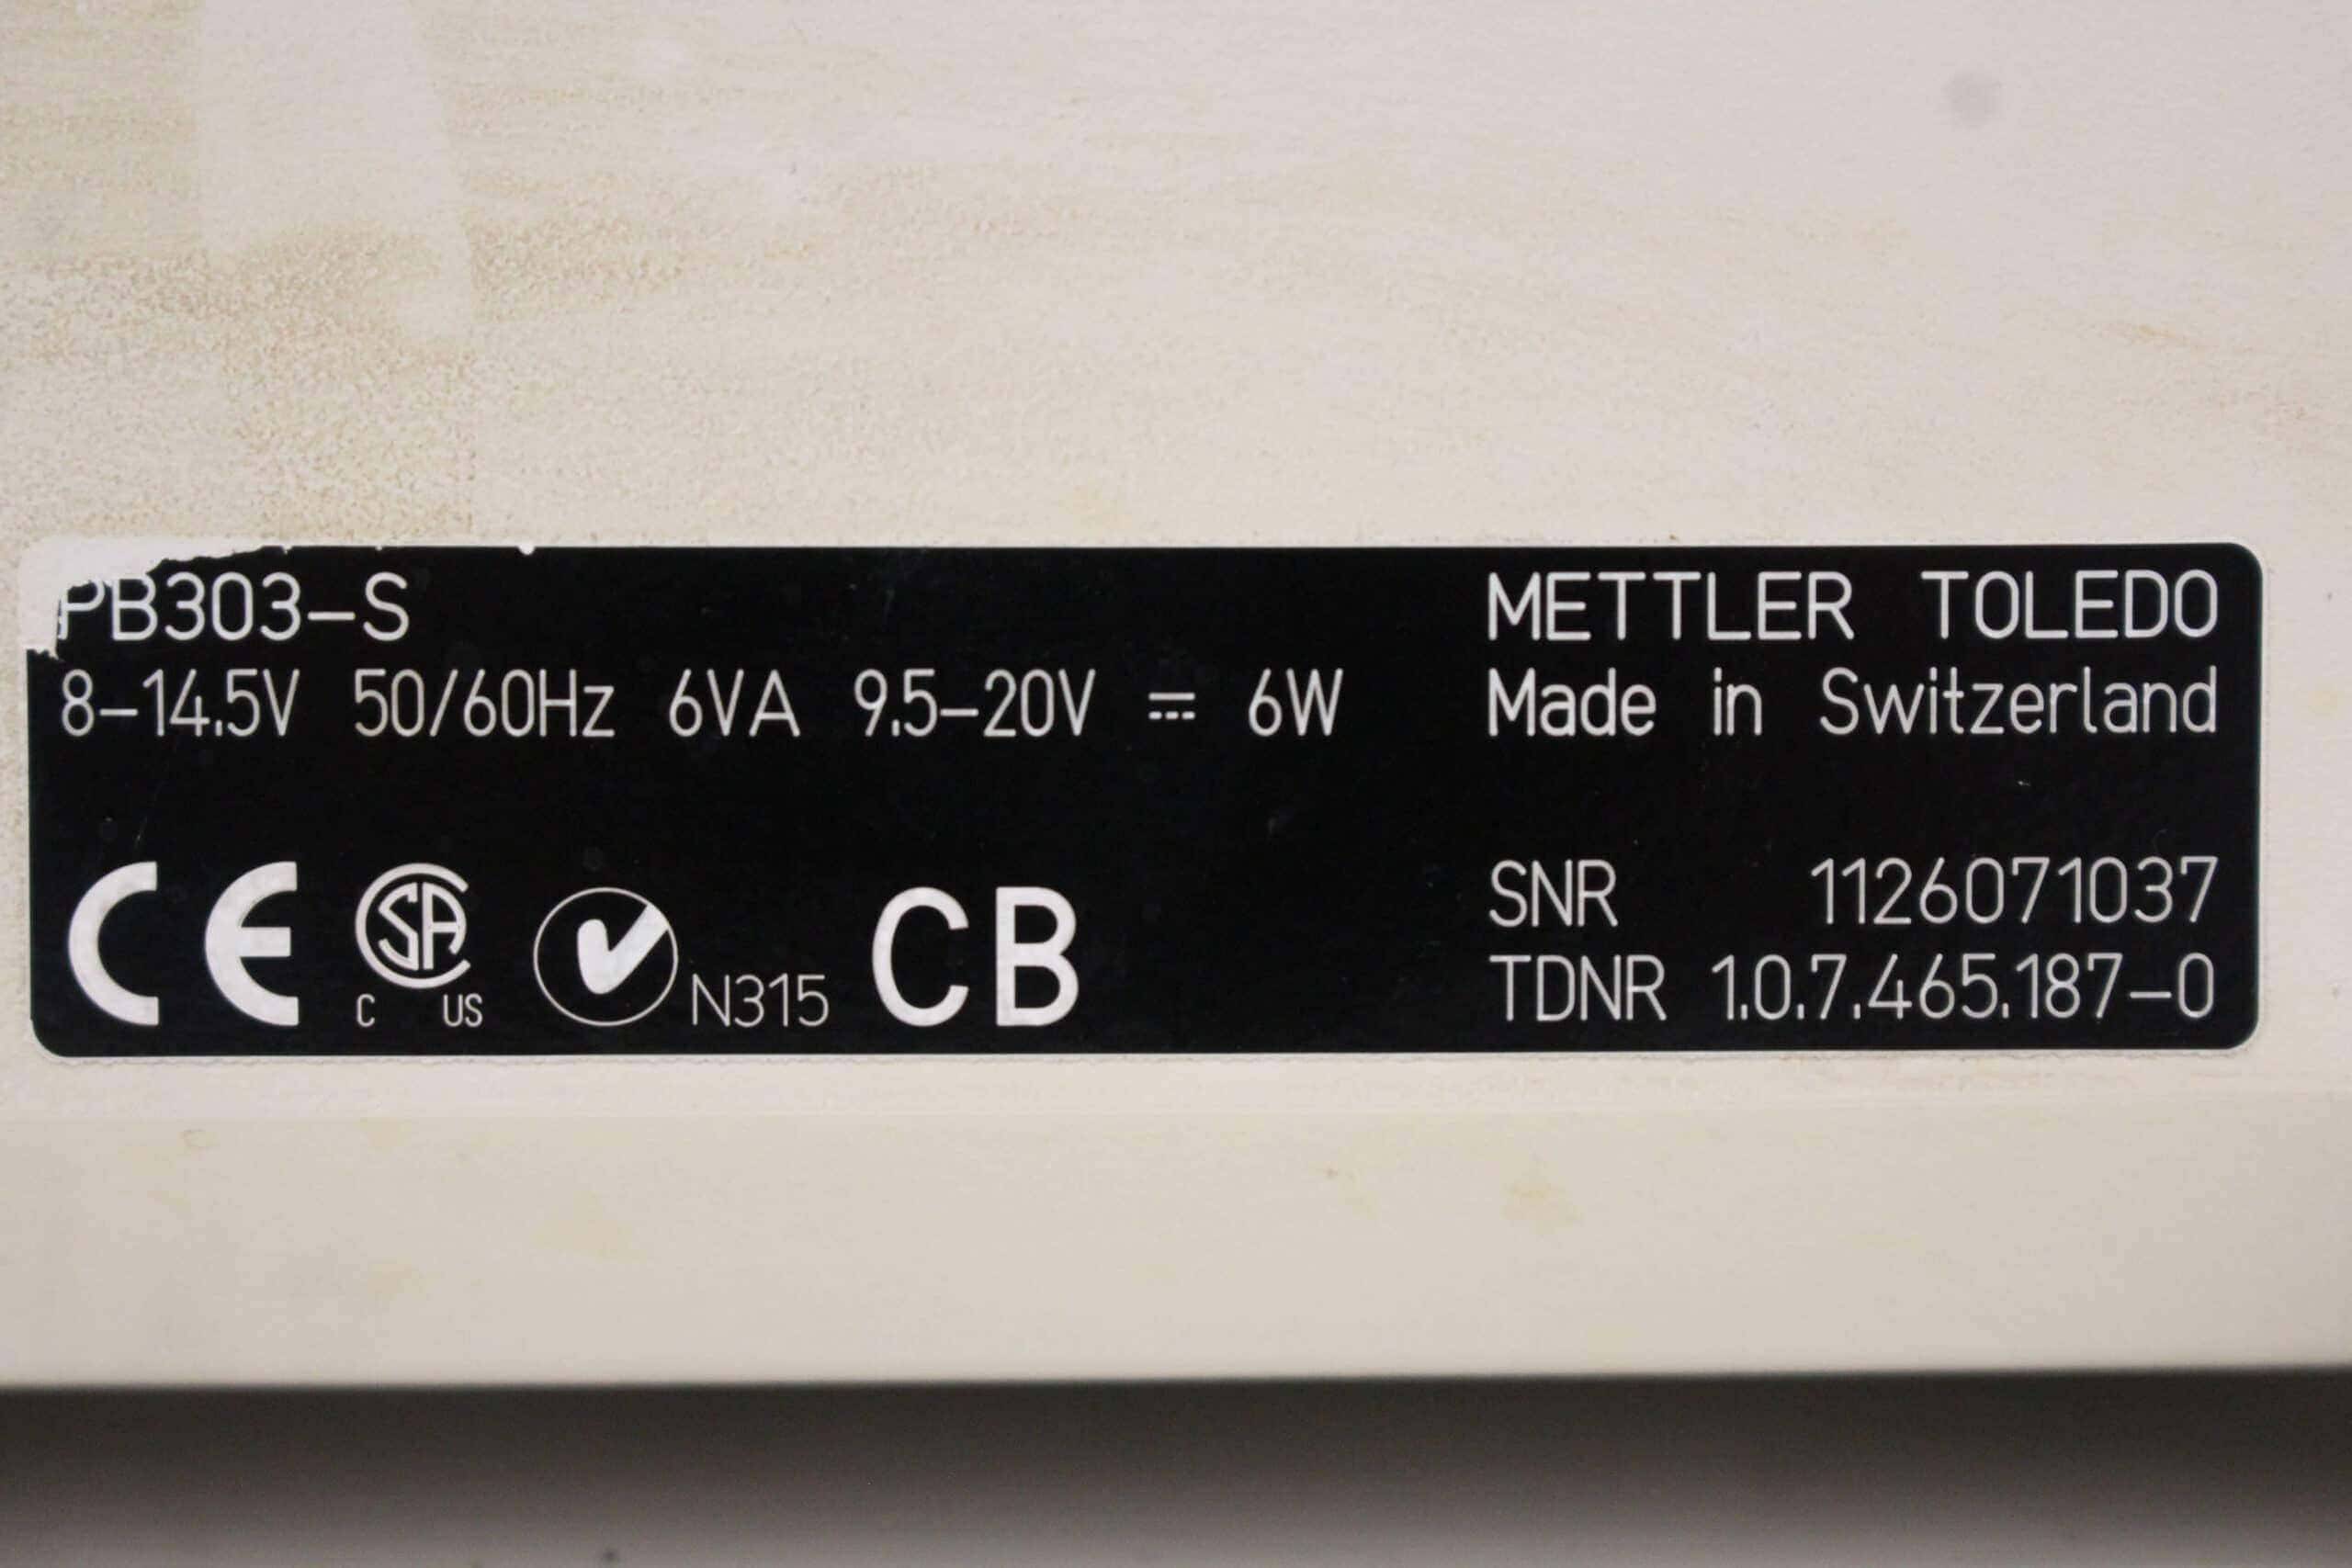 PB303-S
8-14.5V 50/60Hz 6VA 9.5-20V ⎓ 6W
METTLER TOLEDO
Made in Switzerland
CE
SA
C US
N315
CB
SNR 1126071037
TDNR 1.0.7.465.187-0